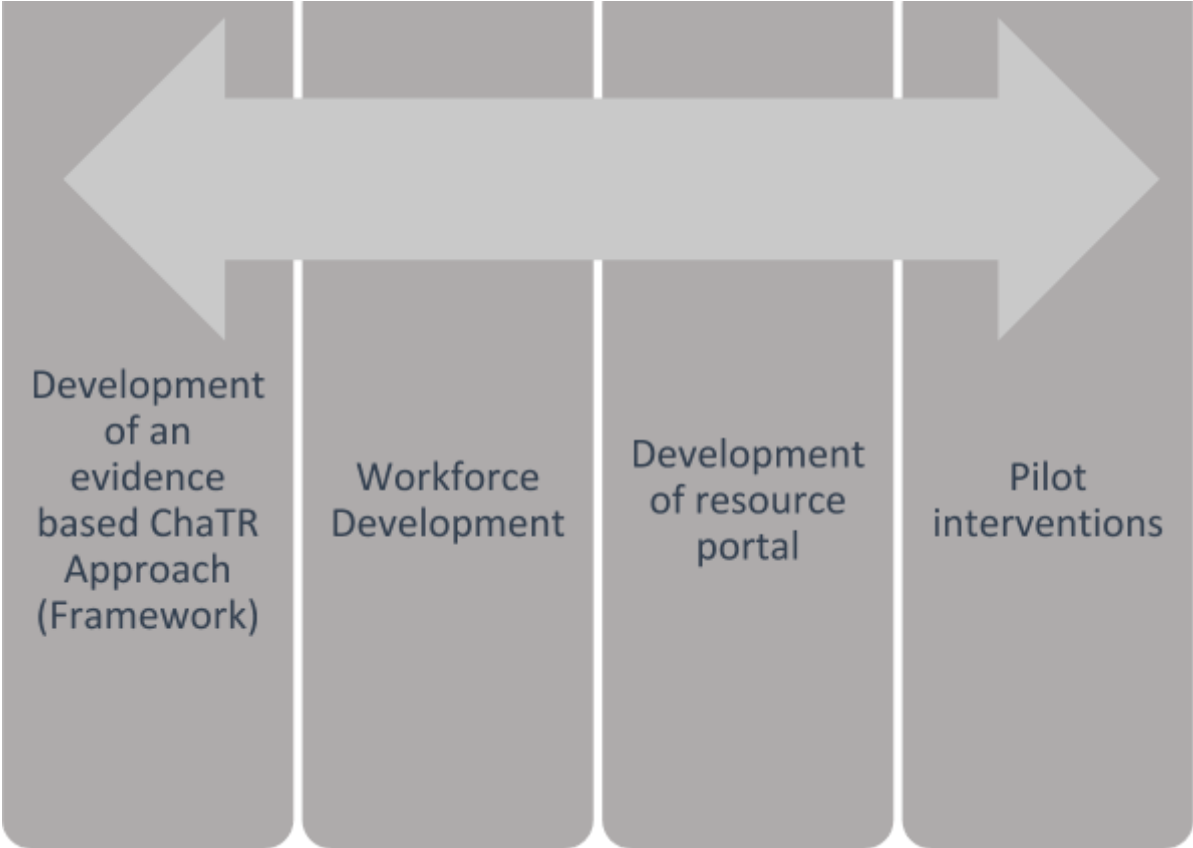 Development
of an
evidence
based ChaTR
Approach
(Framework)
Workforce
Development
Development
of resource
portal
Pilot
interventions